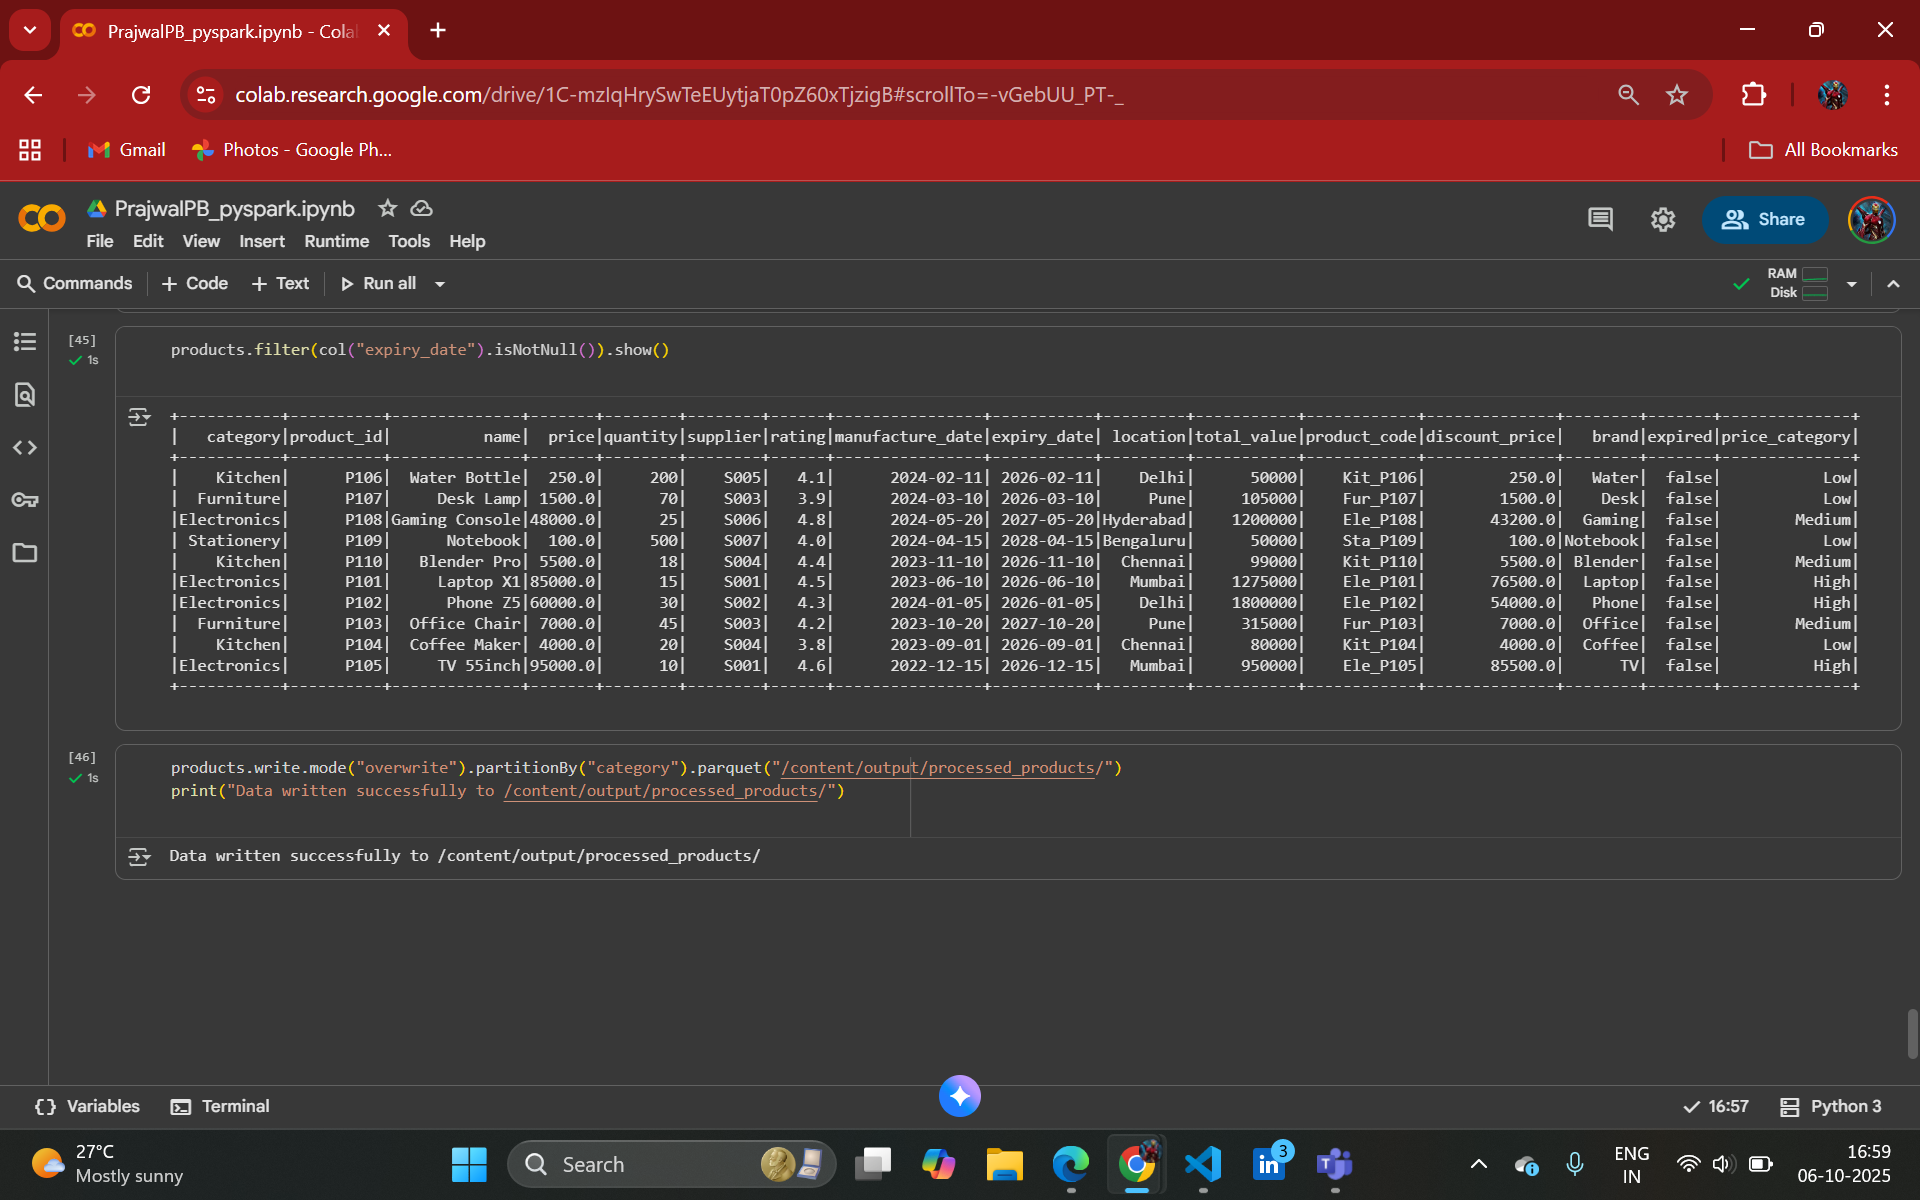 PrajwalPB_pyspark.ipynb - Cola
colab.research.google.com/drive/1C-mzIqHrySwTeEUytjaT0pZ60xTjzigB#scrollTo=-vGebUU_PT-_
Gmail
Photos - Google Ph...
All Bookmarks
PrajwalPB_pyspark.ipynb
Share
File Edit View Insert Runtime Tools Help
Commands + Code + Text Run all
RAM
Disk
[45]
1s
products.filter(col("expiry_date").isNotNull()).show()
+-----------+----------+--------------+-------+--------+--------+------+----------------+-----------+---------+-----------+------------+--------------+--------+-------+--------------+
|   category|product_id|          name|  price|quantity|supplier|rating|manufacture_date|expiry_date| location|total_value|product_code|discount_price|   brand|expired|price_category|
+-----------+----------+--------------+-------+--------+--------+------+----------------+-----------+---------+-----------+------------+--------------+--------+-------+--------------+
|    Kitchen|      P106|  Water Bottle|  250.0|     200|    S005|   4.1|      2024-02-11| 2026-02-11|    Delhi|      50000|    Kit_P106|         250.0|   Water|  false|           Low|
|  Furniture|      P107|     Desk Lamp| 1500.0|      70|    S003|   3.9|      2024-03-10| 2026-03-10|     Pune|     105000|    Fur_P107|        1500.0|    Desk|  false|           Low|
|Electronics|      P108|Gaming Console|48000.0|      25|    S006|   4.8|      2024-05-20| 2027-05-20|Hyderabad|    1200000|    Ele_P108|       43200.0|  Gaming|  false|        Medium|
| Stationery|      P109|      Notebook|  100.0|     500|    S007|   4.0|      2024-04-15| 2028-04-15|Bengaluru|      50000|    Sta_P109|         100.0|Notebook|  false|           Low|
|    Kitchen|      P110|   Blender Pro| 5500.0|      18|    S004|   4.4|      2023-11-10| 2026-11-10|  Chennai|      99000|    Kit_P110|        5500.0| Blender|  false|        Medium|
|Electronics|      P101|     Laptop X1|85000.0|      15|    S001|   4.5|      2023-06-10| 2026-06-10|   Mumbai|    1275000|    Ele_P101|       76500.0|  Laptop|  false|          High|
|Electronics|      P102|      Phone Z5|60000.0|      30|    S002|   4.3|      2024-01-05| 2026-01-05|    Delhi|    1800000|    Ele_P102|       54000.0|   Phone|  false|          High|
|  Furniture|      P103|  Office Chair| 7000.0|      45|    S003|   4.2|      2023-10-20| 2027-10-20|     Pune|     315000|    Fur_P103|        7000.0|  Office|  false|        Medium|
|    Kitchen|      P104|  Coffee Maker| 4000.0|      20|    S004|   3.8|      2023-09-01| 2026-09-01|  Chennai|      80000|    Kit_P104|        4000.0|  Coffee|  false|           Low|
|Electronics|      P105|     TV 55inch|95000.0|      10|    S001|   4.6|      2022-12-15| 2026-12-15|   Mumbai|     950000|    Ele_P105|       85500.0|      TV|  false|          High|
+-----------+----------+--------------+-------+--------+--------+------+----------------+-----------+---------+-----------+------------+--------------+--------+-------+--------------+
[46]
1s
products.write.mode("overwrite").partitionBy("category").parquet("/content/output/processed_products/")
print("Data written successfully to /content/output/processed_products/")
Data written successfully to /content/output/processed_products/
{} Variables Terminal
16:57 Python 3
27°C
Mostly sunny
Search
3
ENG
IN
16:59
06-10-2025